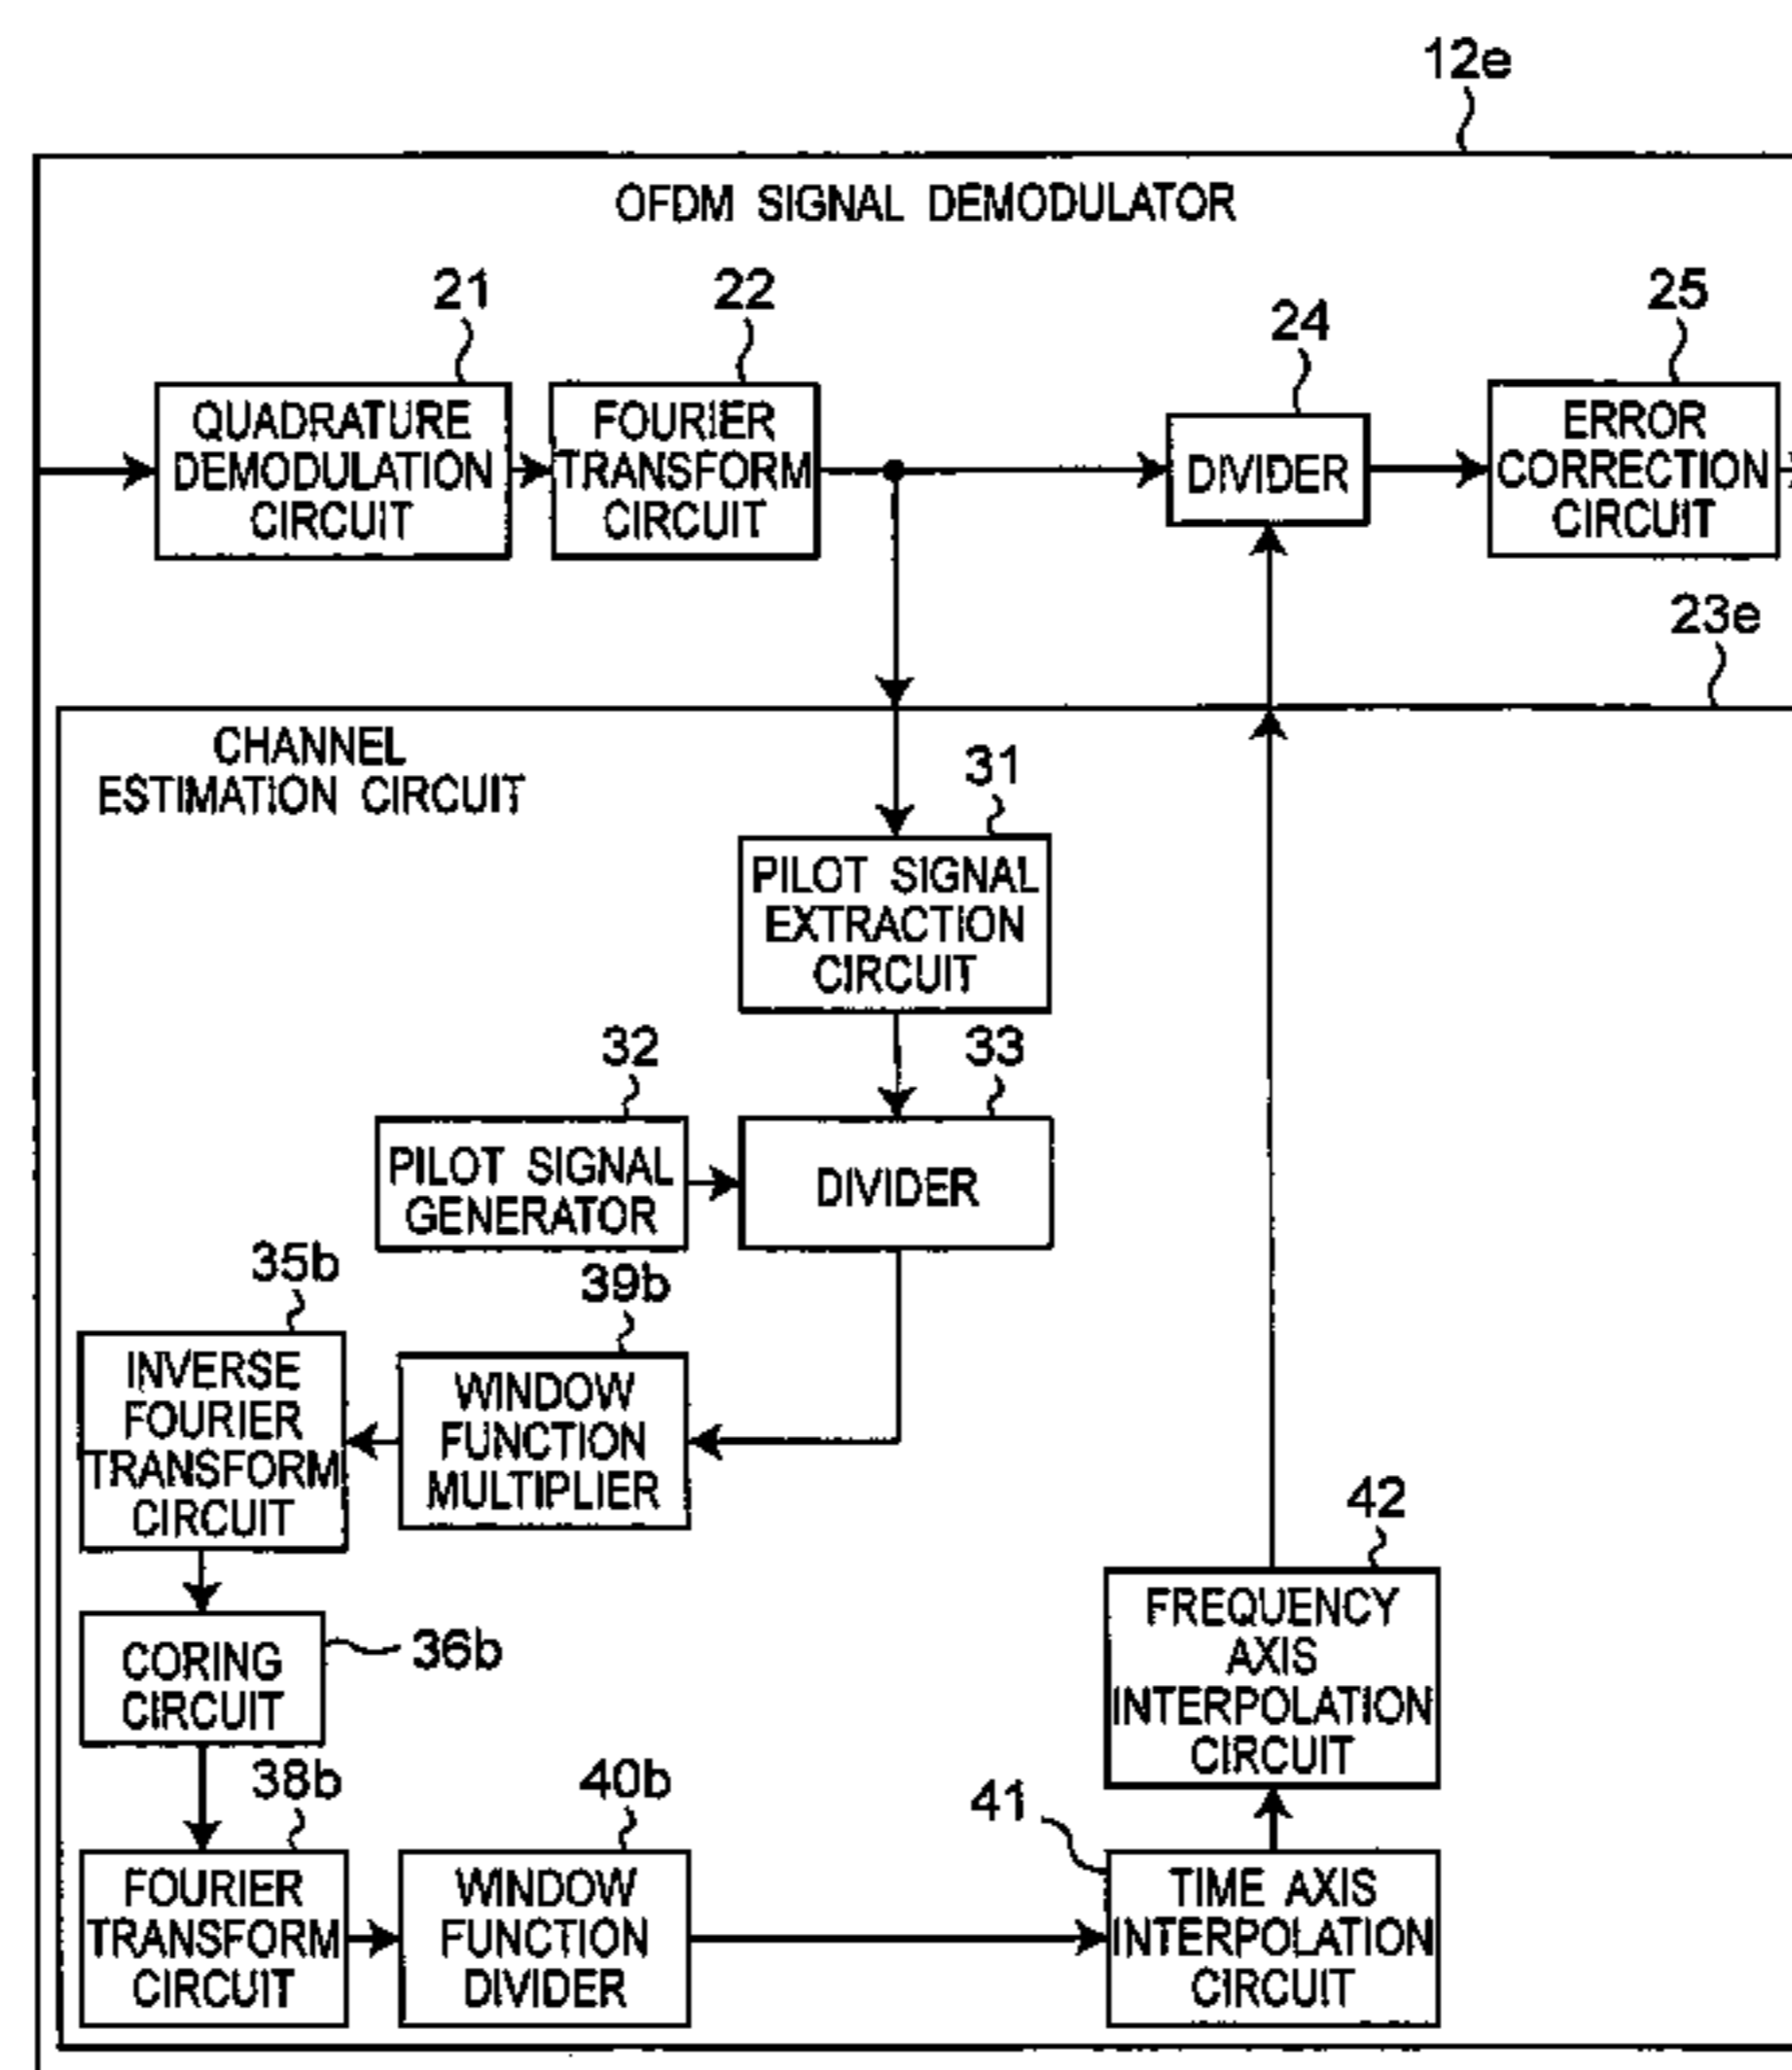 12e
OFDM SIGNAL DEMODULATOR
21
22
24
25
QUADRATURE
DEMODULATION
CIRCUIT
FOURIER
TRANSFORM
CIRCUIT
DIVIDER
ERROR
CORRECTION
CIRCUIT
23e
CHANNEL
ESTIMATION CIRCUIT
31
PILOT SIGNAL
EXTRACTION
CIRCUIT
32
33
PILOT SIGNAL
GENERATOR
DIVIDER
35b
39b
INVERSE
FOURIER
TRANSFORM
CIRCUIT
WINDOW
FUNCTION
MULTIPLIER
42
FREQUENCY
AXIS
INTERPOLATION
CIRCUIT
CORING
CIRCUIT
36b
38b
40b
41
FOURIER
TRANSFORM
CIRCUIT
WINDOW
FUNCTION
DIVIDER
TIME AXIS
INTERPOLATION
CIRCUIT